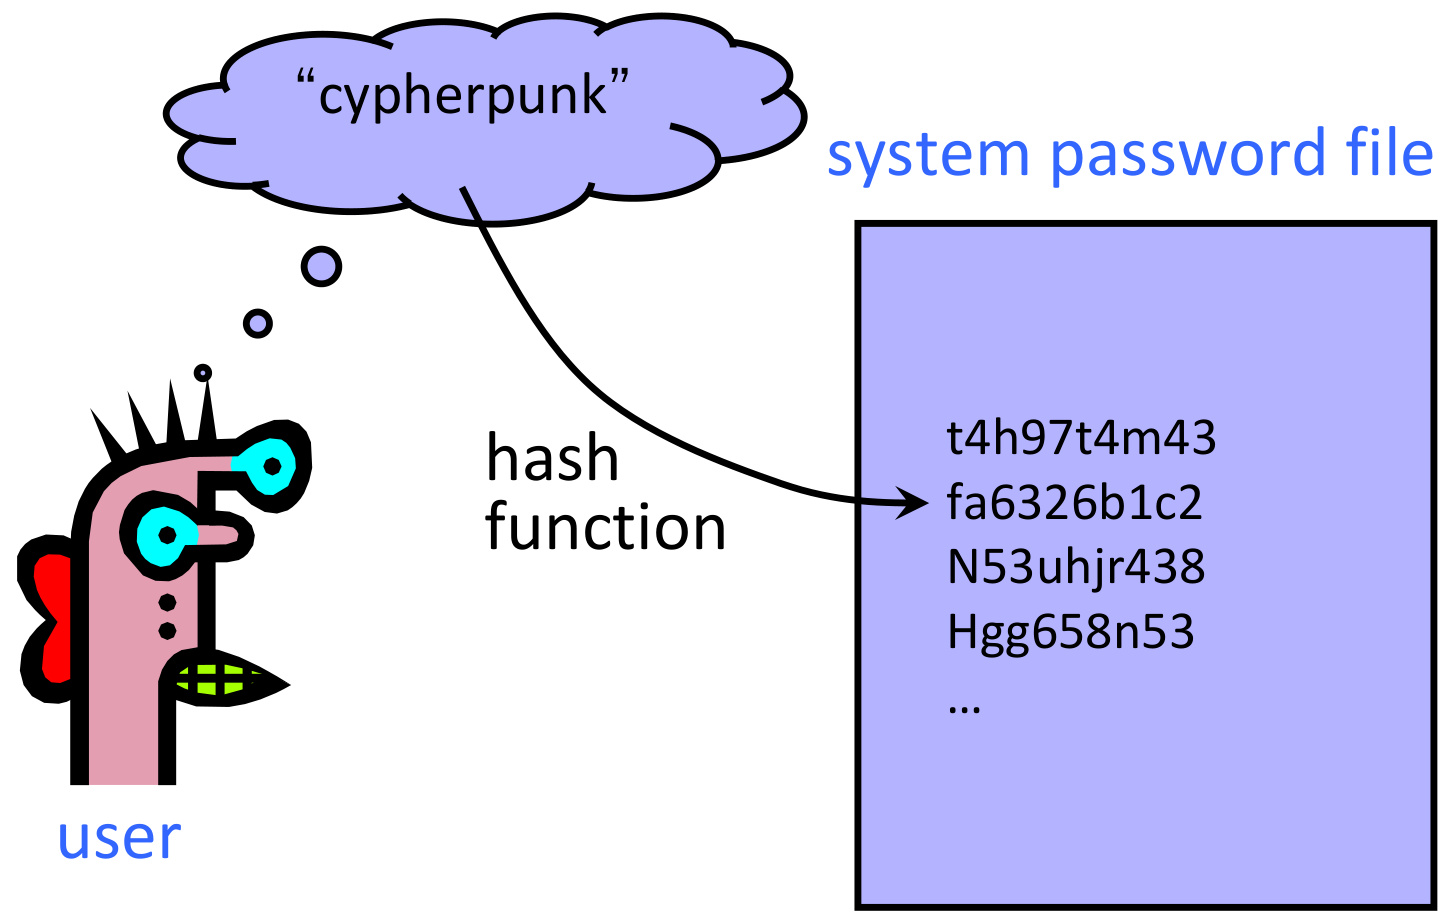 “cypherpunk”
system password file
hash
function
t4h97t4m43
fa6326b1c2
N53uhjr438
Hgg658n53
…
user